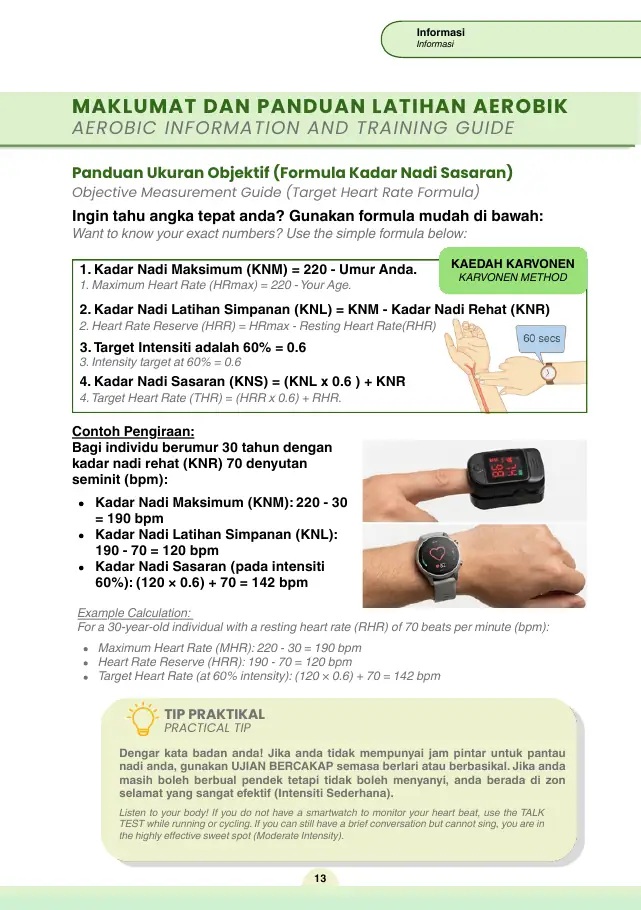 Informasi
Informasi
MAKLUMAT DAN PANDUAN LATIHAN AEROBIK
AEROBIC INFORMATION AND TRAINING GUIDE
Panduan Ukuran Objektif (Formula Kadar Nadi Sasaran)
Objective Measurement Guide (Target Heart Rate Formula)
Ingin tahu angka tepat anda? Gunakan formula mudah di bawah:
Want to know your exact numbers? Use the simple formula below:
KAEDAH KARVONEN
KARVONEN METHOD
1. Kadar Nadi Maksimum (KNM) = 220 - Umur Anda.
1. Maximum Heart Rate (HRmax) = 220 - Your Age.
2. Kadar Nadi Latihan Simpanan (KNL) = KNM - Kadar Nadi Rehat (KNR)
2. Heart Rate Reserve (HRR) = HRmax - Resting Heart Rate(RHR)
3. Target Intensiti adalah 60% = 0.6
3. Intensity target at 60% = 0.6
4. Kadar Nadi Sasaran (KNS) = (KNL x 0.6 ) + KNR
4. Target Heart Rate (THR) = (HRR x 0.6) + RHR.
60 secs
Contoh Pengiraan:
Bagi individu berumur 30 tahun dengan
kadar nadi rehat (KNR) 70 denyutan
seminit (bpm):
• Kadar Nadi Maksimum (KNM): 220 - 30
= 190 bpm
• Kadar Nadi Latihan Simpanan (KNL):
190 - 70 = 120 bpm
• Kadar Nadi Sasaran (pada intensiti
60%): (120 × 0.6) + 70 = 142 bpm
Example Calculation:
For a 30-year-old individual with a resting heart rate (RHR) of 70 beats per minute (bpm):
• Maximum Heart Rate (MHR): 220 - 30 = 190 bpm
• Heart Rate Reserve (HRR): 190 - 70 = 120 bpm
• Target Heart Rate (at 60% intensity): (120 × 0.6) + 70 = 142 bpm
TIP PRAKTIKAL
PRACTICAL TIP
Dengar kata badan anda! Jika anda tidak mempunyai jam pintar untuk pantau
nadi anda, gunakan UJIAN BERCAKAP semasa berlari atau berbasikal. Jika anda
masih boleh berbual pendek tetapi tidak boleh menyanyi, anda berada di zon
selamat yang sangat efektif (Intensiti Sederhana).
Listen to your body! If you do not have a smartwatch to monitor your heart beat, use the TALK
TEST while running or cycling. If you can still have a brief conversation but cannot sing, you are in
the highly effective sweet spot (Moderate Intensity).
13